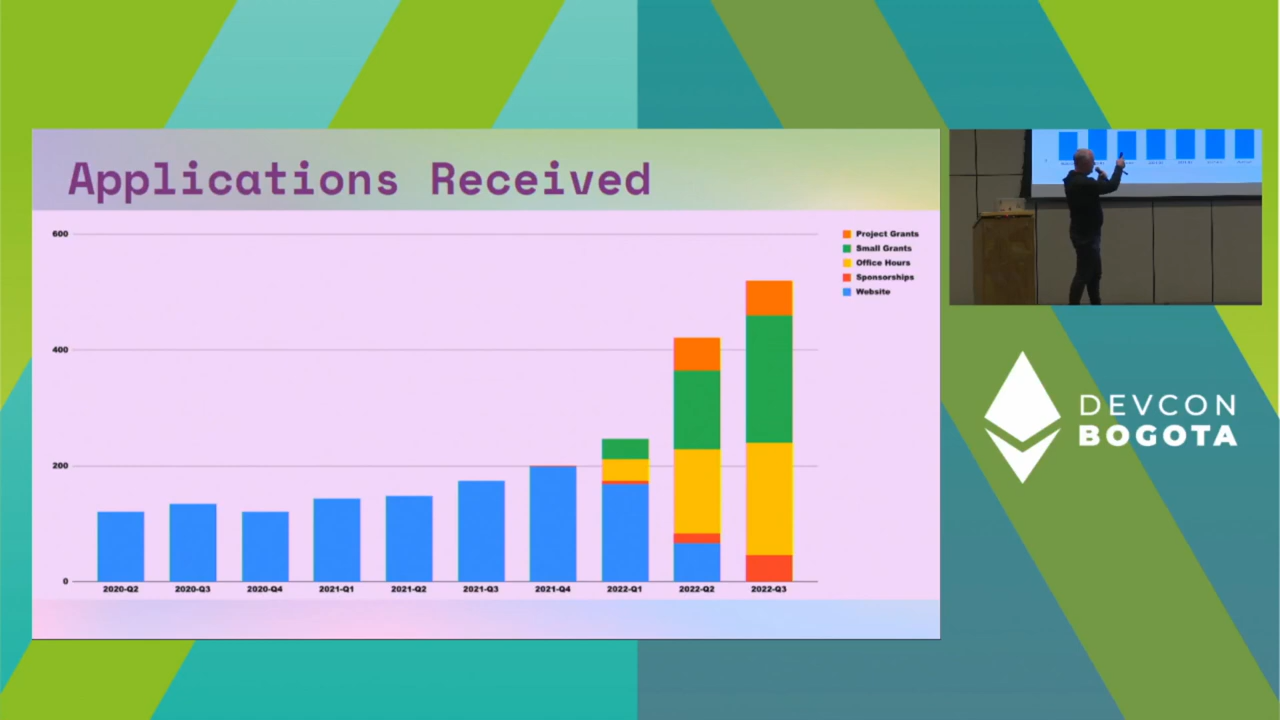 Applications Received
600
400
200
0
Project Grants
Small Grants
Office Hours
Sponsorships
Website
2020-Q2 2020-Q3 2020-Q4 2021-Q1 2021-Q2 2021-Q3 2021-Q4 2022-Q1 2022-Q2 2022-Q3
DEVCON
BOGOTA